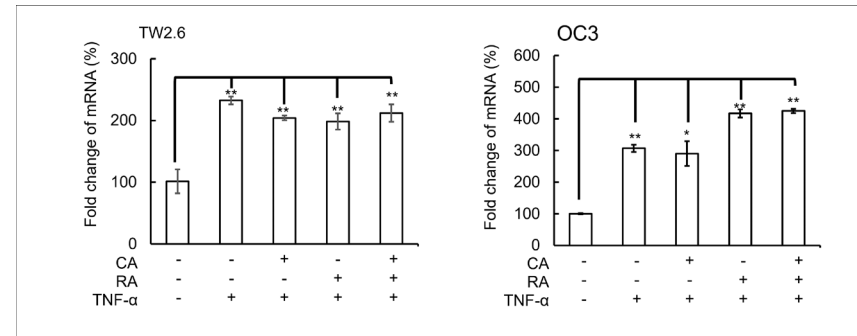 TW2.6
Fold change of mRNA (%)
300
200
100
0
**
**
**
**
CA - - + - +
RA - - - + +
TNF-α - + + + +
OC3
Fold change of mRNA (%)
600
500
400
300
200
100
0
**
*
**
**
CA - - + - +
RA - - - + +
TNF-α - + + + +